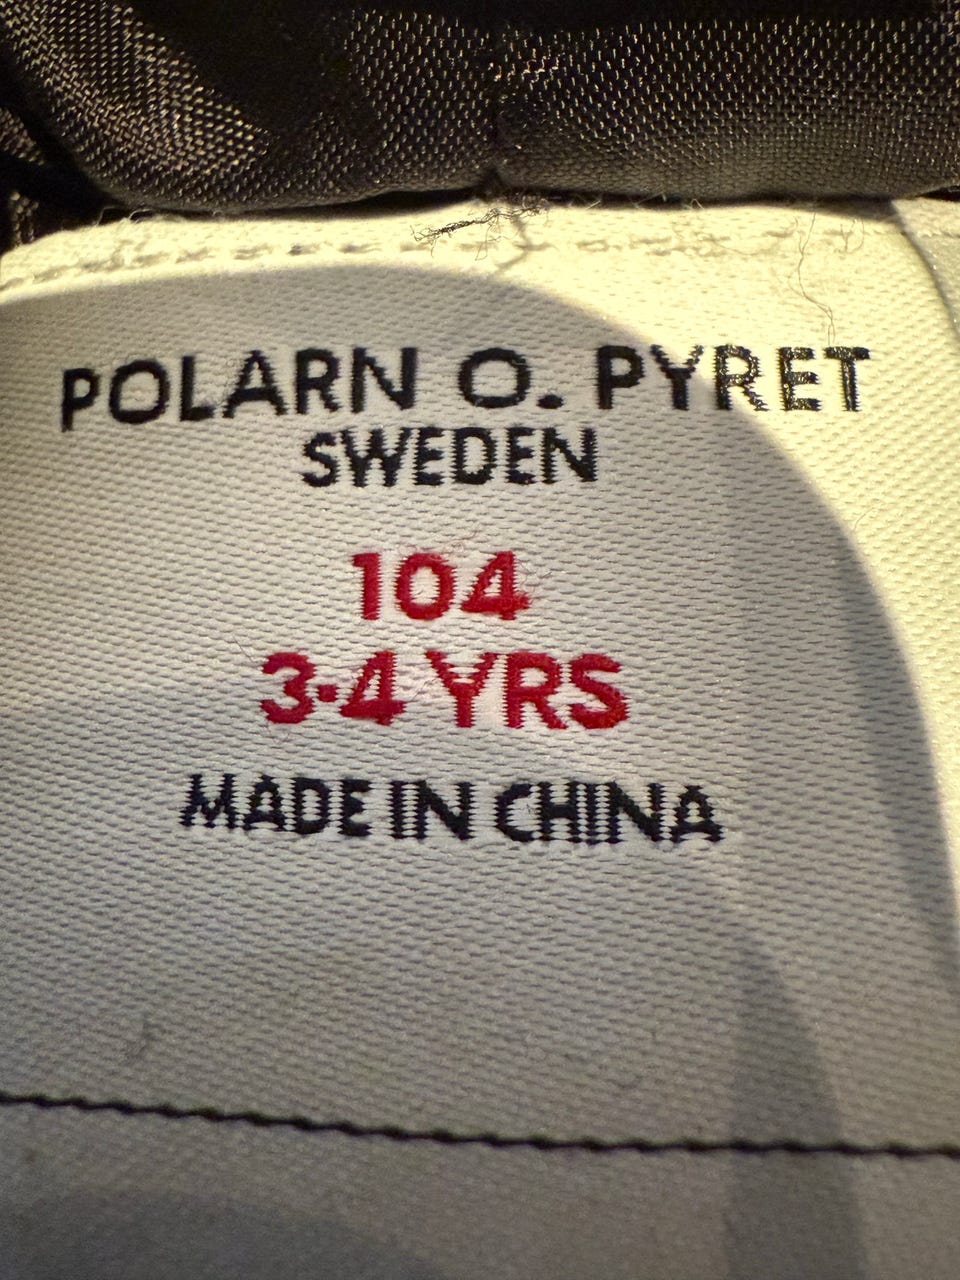 POLARN O. PYRET
SWEDEN
104
3-4 YRS
MADE IN CHINA